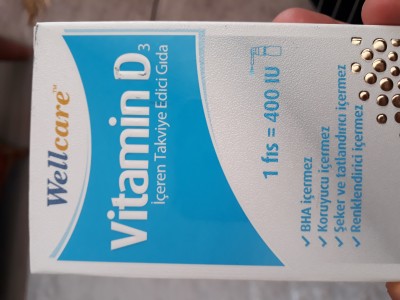 Wellcare™
Vitamin D3
İçeren Takviye Edici Gıda
1 fıs = 400 IU
✓ BHA içermez
✓ Koruyucu içermez
✓ Şeker ve tatlandırıcı içermez
✓ Renklendirici içermez